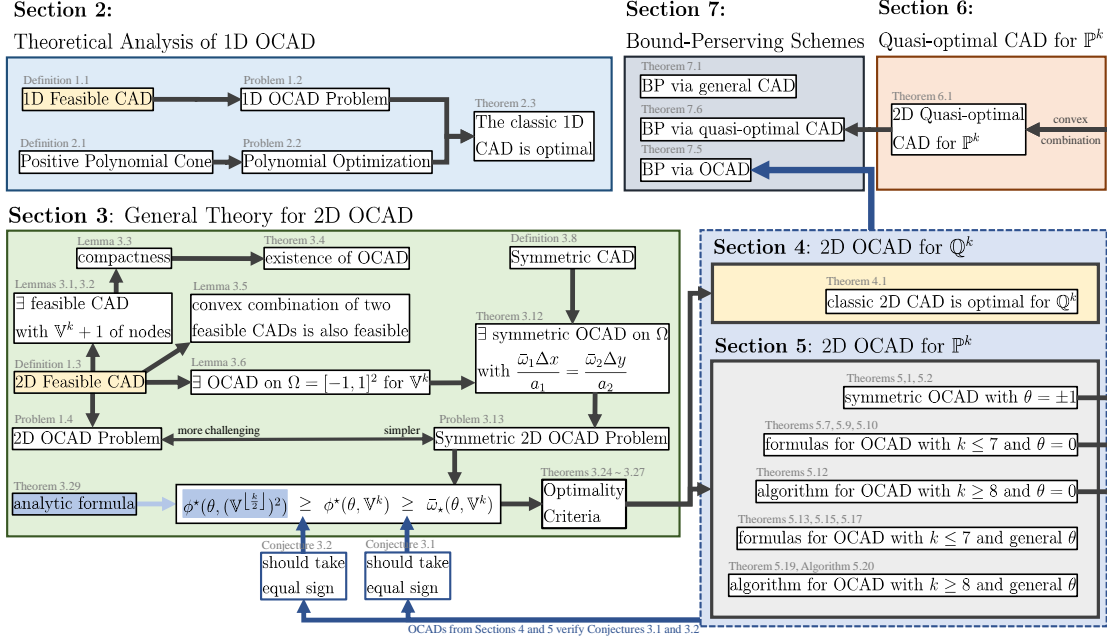 Section 2:
Theoretical Analysis of 1D OCAD
Definition 1.1
1D Feasible CAD
Problem 1.2
1D OCAD Problem
Theorem 2.3
The classic 1D
CAD is optimal
Definition 2.1
Positive Polynomial Cone
Problem 2.2
Polynomial Optimization
Section 7:
Bound-Perserving Schemes
Theorem 7.1
BP via general CAD
Theorem 7.6
BP via quasi-optimal CAD
Theorem 7.5
BP via OCAD
Section 6:
Quasi-optimal CAD for ℙ^k
Theorem 6.1
2D Quasi-optimal
CAD for ℙ^k
convex
combination
Section 3: General Theory for 2D OCAD
Lemma 3.3
compactness
Theorem 3.4
existence of OCAD
Definition 3.8
Symmetric CAD
Lemmas 3.1, 3.2
∃ feasible CAD
with 𝕍^k + 1 of nodes
Lemma 3.5
convex combination of two
feasible CADs is also feasible
Theorem 3.12
∃ symmetric OCAD on Ω
with ω̄₁Δx/a₁ = ω̄₂Δy/a₂
Definition 1.3
2D Feasible CAD
Lemma 3.6
∃ OCAD on Ω = [−1, 1]² for 𝕍^k
Problem 1.4
2D OCAD Problem
more challenging
simpler
Problem 3.13
Symmetric 2D OCAD Problem
Theorem 3.29
analytic formula
ϕ^⋆(θ, (𝕍^⌊k/2⌋)²) ≥ ϕ^⋆(θ, 𝕍^k) ≥ ω̄_⋆(θ, 𝕍^k)
Theorems 3.24 ~ 3.27
Optimality
Criteria
Conjecture 3.2
should take
equal sign
Conjecture 3.1
should take
equal sign
OCADs from Sections 4 and 5 verify Conjectures 3.1 and 3.2
Section 4: 2D OCAD for ℚ^k
Theorem 4.1
classic 2D CAD is optimal for ℚ^k
Section 5: 2D OCAD for ℙ^k
Theorems 5,1, 5.2
symmetric OCAD with θ = ±1
Theorems 5.7, 5.9, 5.10
formulas for OCAD with k ≤ 7 and θ = 0
Theorem 5.12
algorithm for OCAD with k ≥ 8 and θ = 0
Theorems 5.13, 5.15, 5.17
formulas for OCAD with k ≤ 7 and general θ
Theorem 5.19, Algorithm 5.20
algorithm for OCAD with k ≥ 8 and general θ